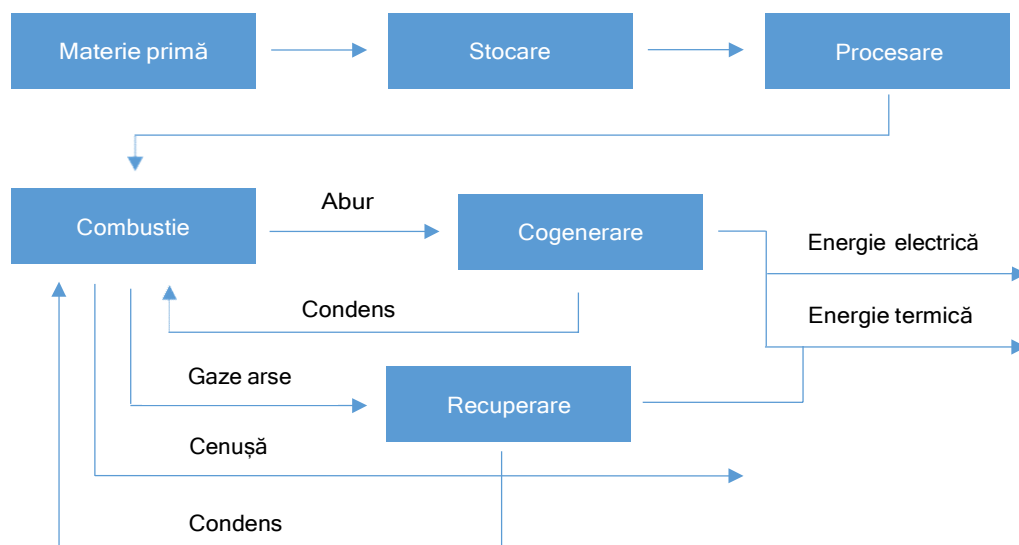 Materie primă
Stocare
Procesare
Combustie
Abur
Cogenerare
Energie electrică
Condens
Energie termică
Gaze arse
Recuperare
Cenușă
Condens